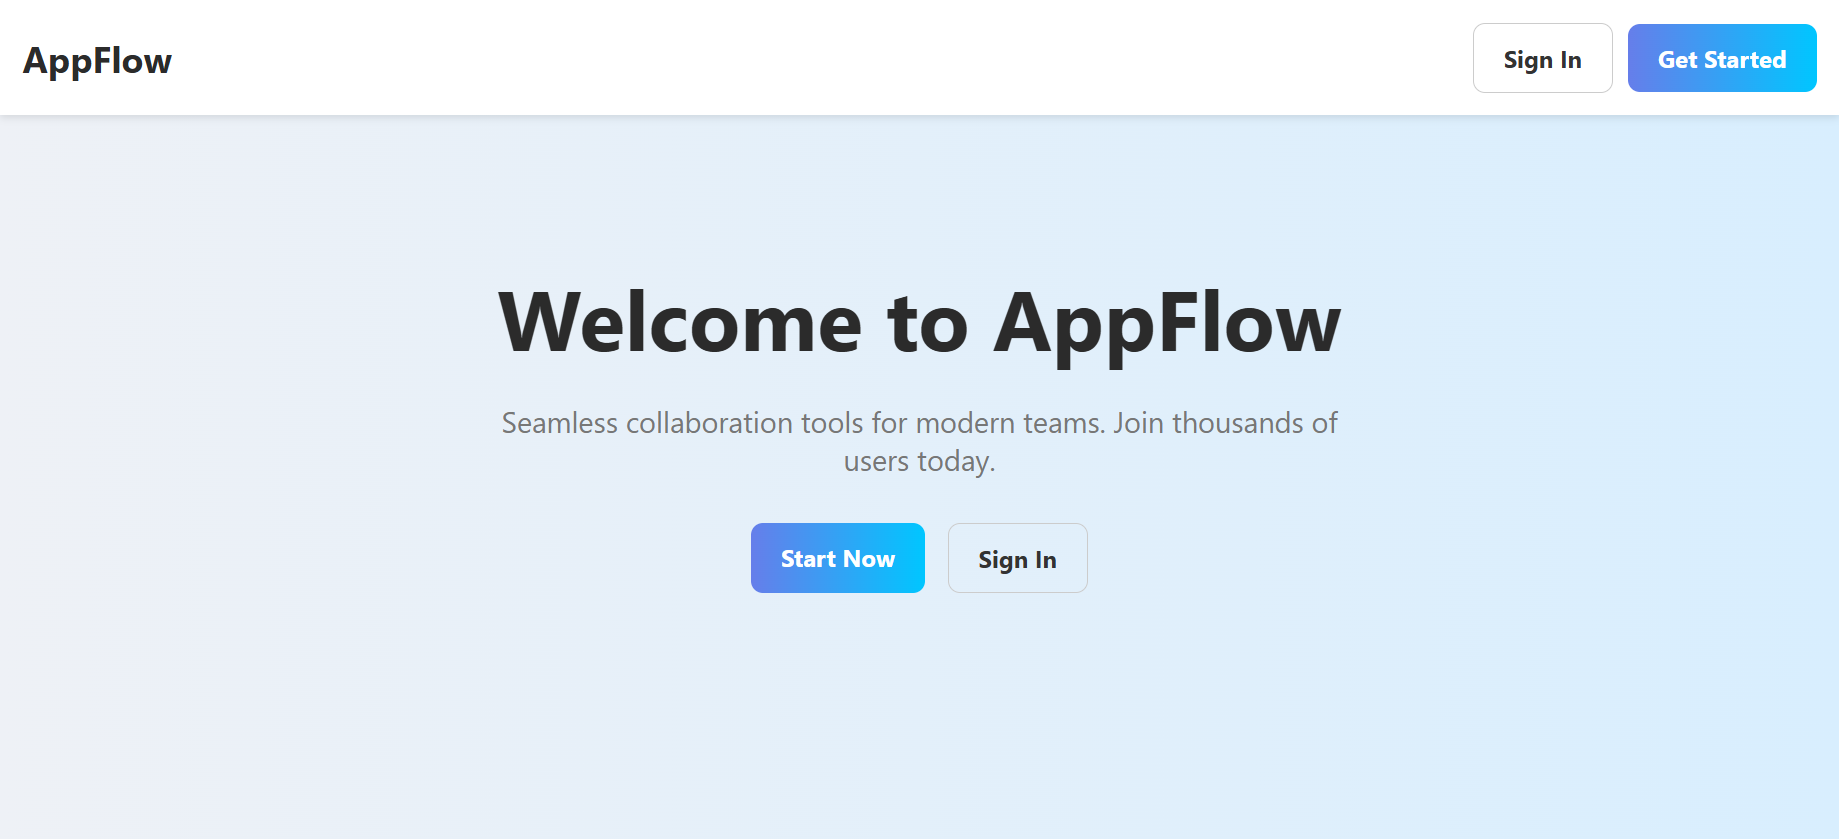 AppFlow
Sign In
Get Started
Welcome to AppFlow
Seamless collaboration tools for modern teams. Join thousands of
users today.
Start Now
Sign In